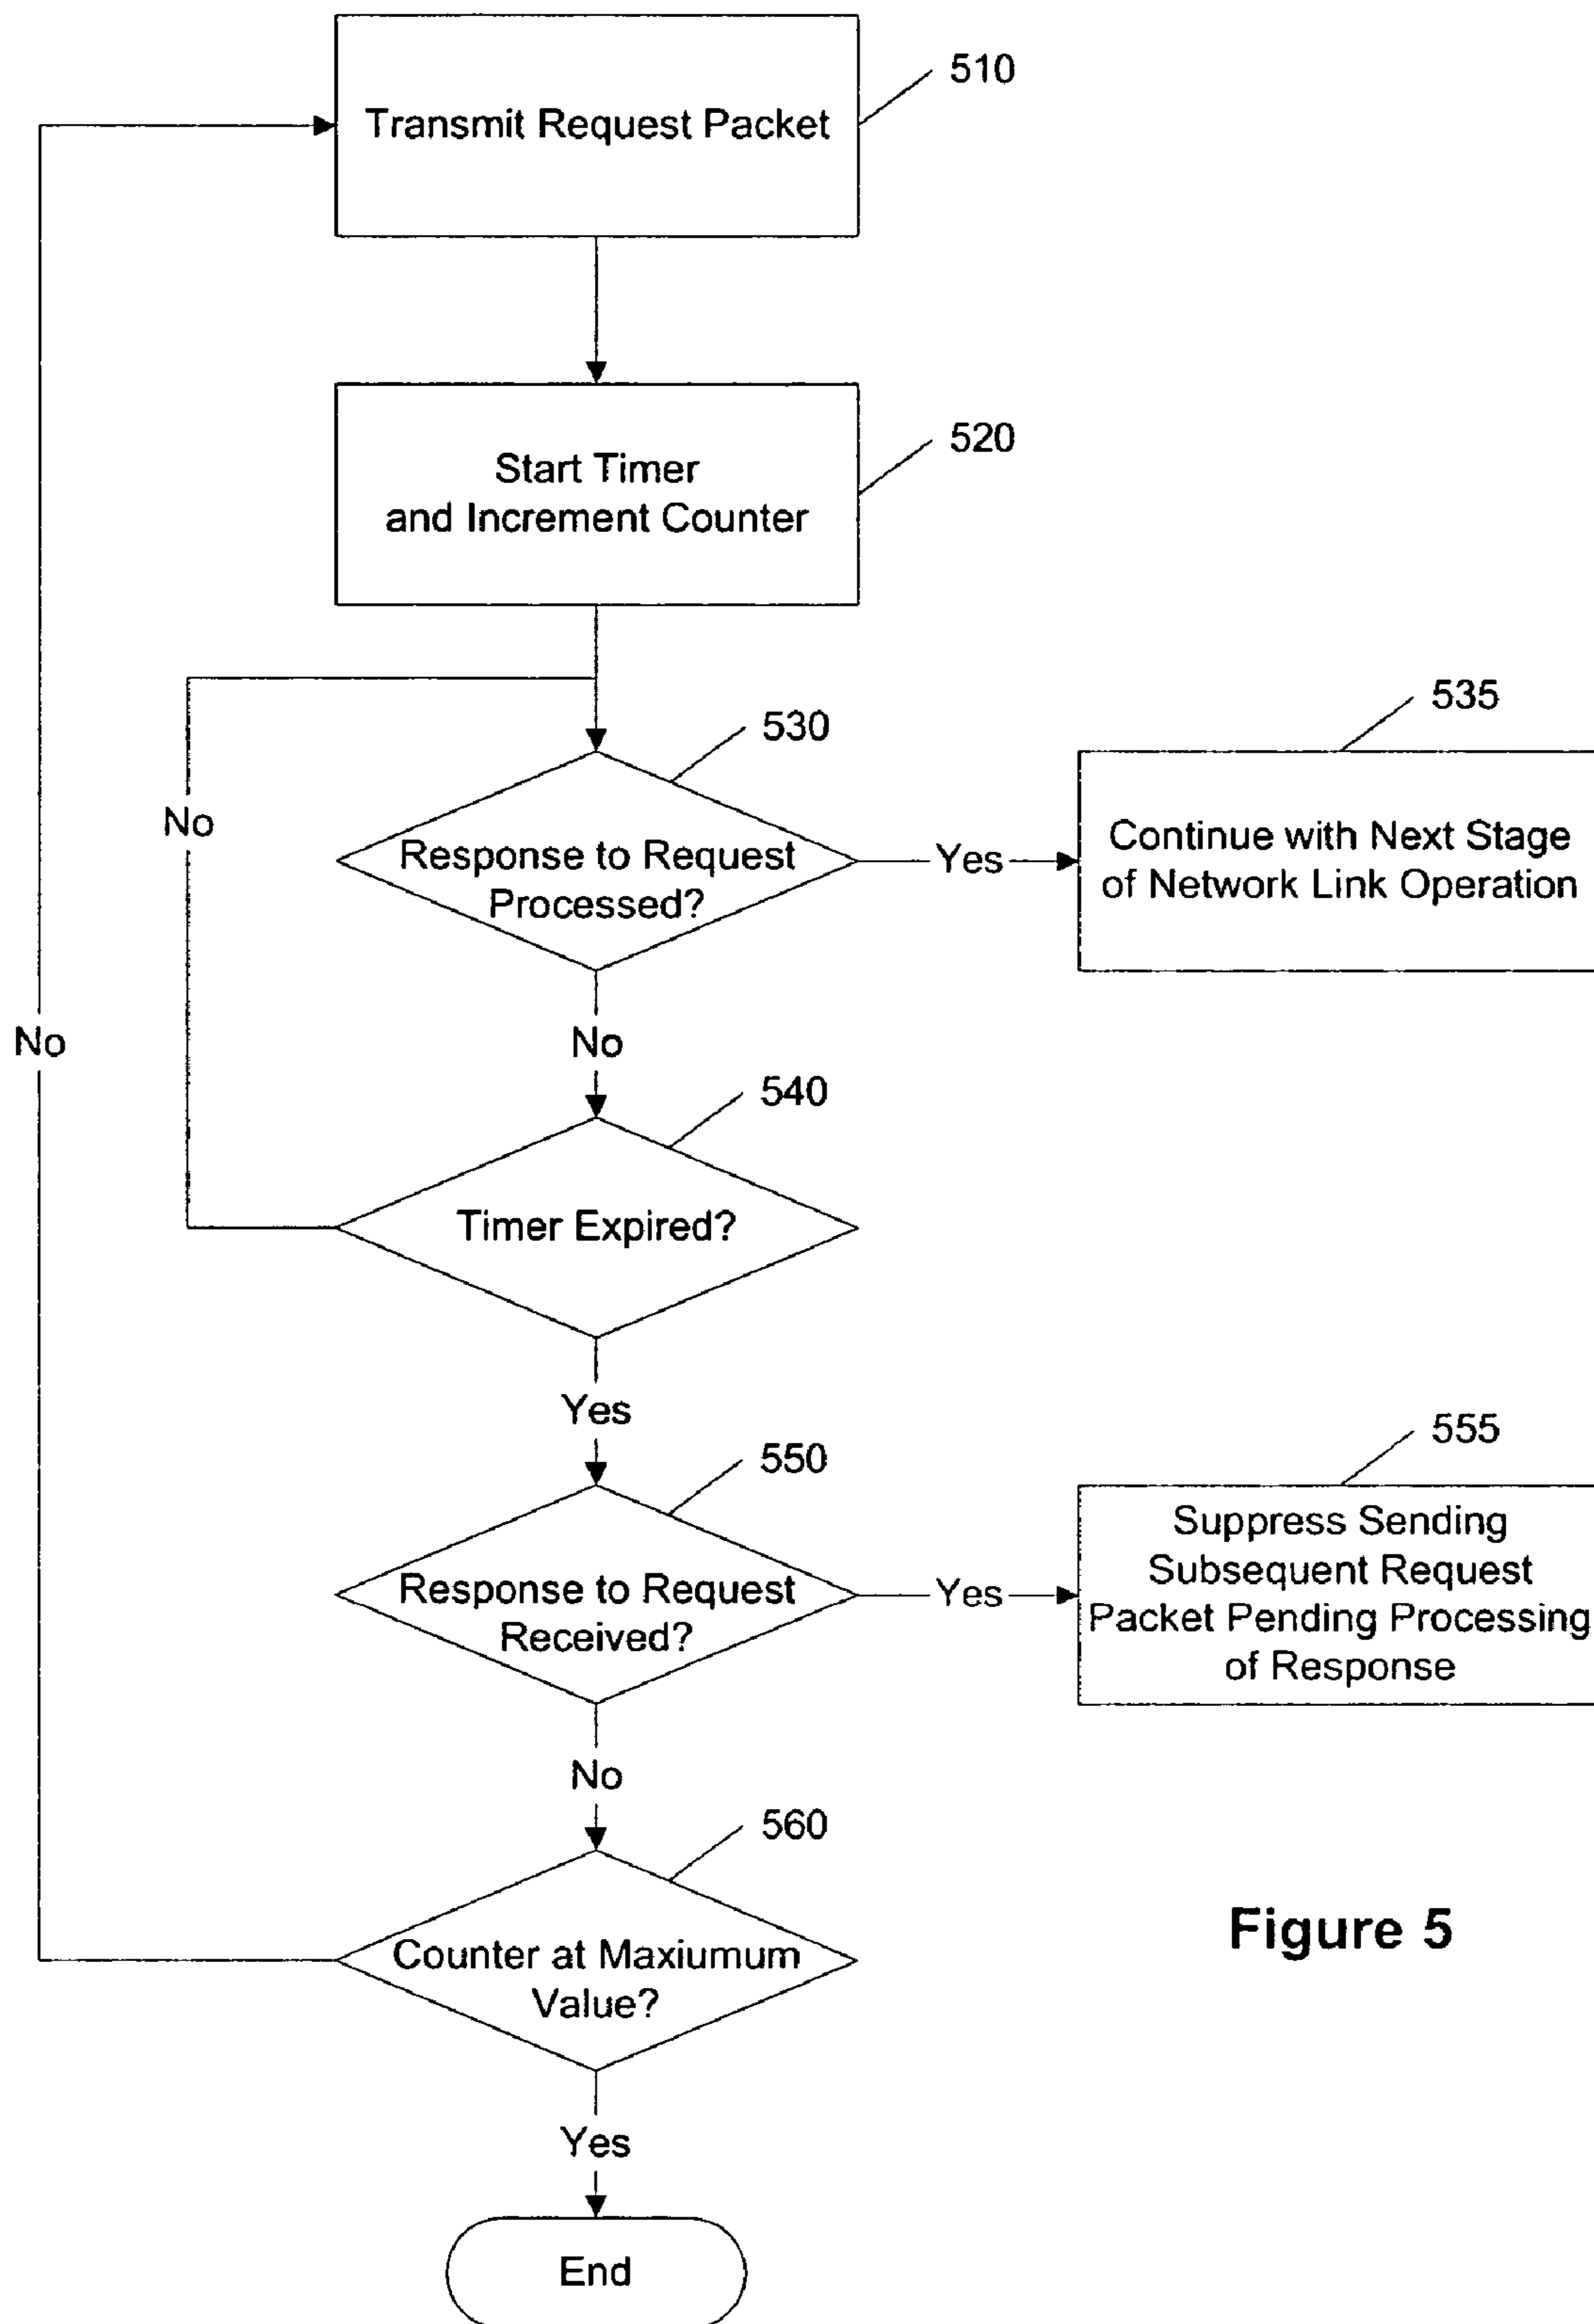 510
Transmit Request Packet
520
Start Timer
and Increment Counter
530
535
No
Response to Request
Processed?
Yes
Continue with Next Stage
of Network Link Operation
No
No
540
Timer Expired?
Yes
550
555
Response to Request
Received?
Yes
Suppress Sending
Subsequent Request
Packet Pending Processing
of Response
No
560
Counter at Maxiumum
Value?
Figure 5
Yes
End